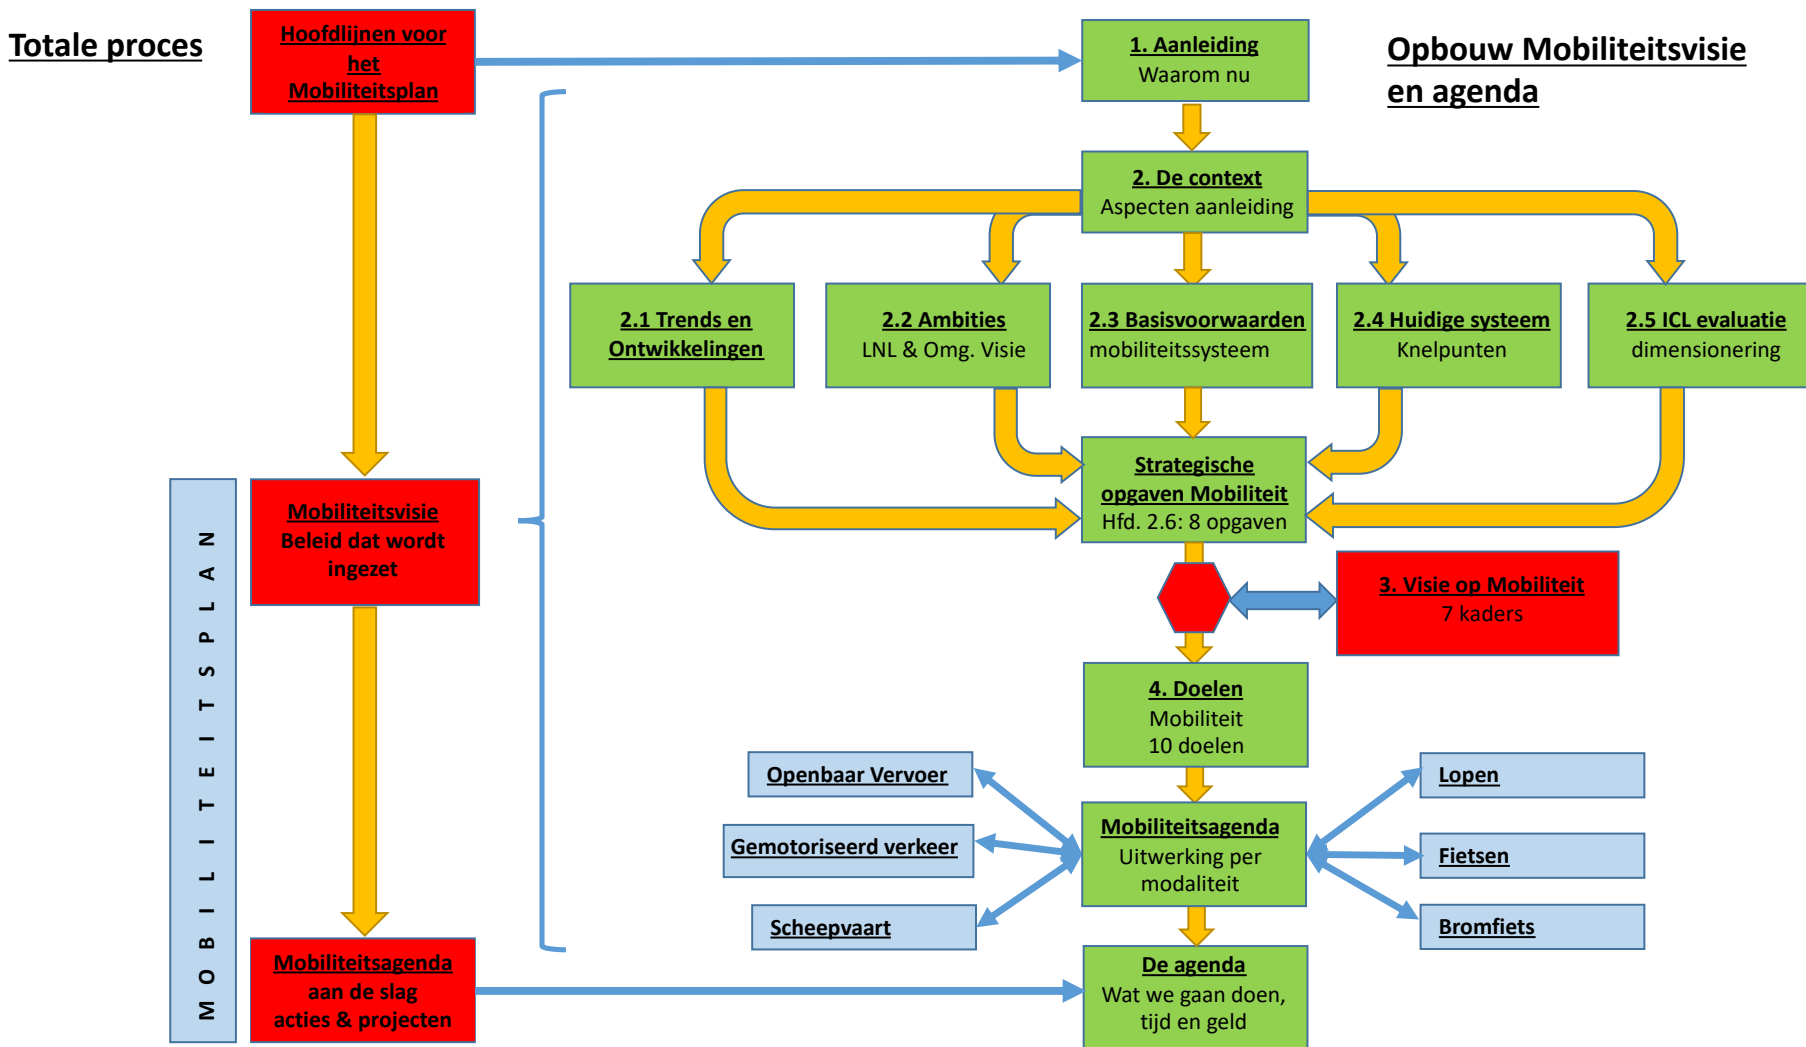 Totale proces
Hoofdlijnen voor
het
Mobiliteitsplan
Mobiliteitsvisie
Beleid dat wordt
ingezet
Mobiliteitsagenda
aan de slag
acties & projecten
MOBILITEITSPLAN
Opbouw Mobiliteitsvisie
en agenda
1. Aanleiding
Waarom nu
2. De context
Aspecten aanleiding
2.1 Trends en
Ontwikkelingen
2.2 Ambities
LNL & Omg. Visie
2.3 Basisvoorwaarden
mobiliteitssysteem
2.4 Huidige systeem
Knelpunten
2.5 ICL evaluatie
dimensionering
Strategische
opgaven Mobiliteit
Hfd. 2.6: 8 opgaven
3. Visie op Mobiliteit
7 kaders
4. Doelen
Mobiliteit
10 doelen
Openbaar Vervoer
Gemotoriseerd verkeer
Scheepvaart
Mobiliteitsagenda
Uitwerking per
modaliteit
Lopen
Fietsen
Bromfiets
De agenda
Wat we gaan doen,
tijd en geld